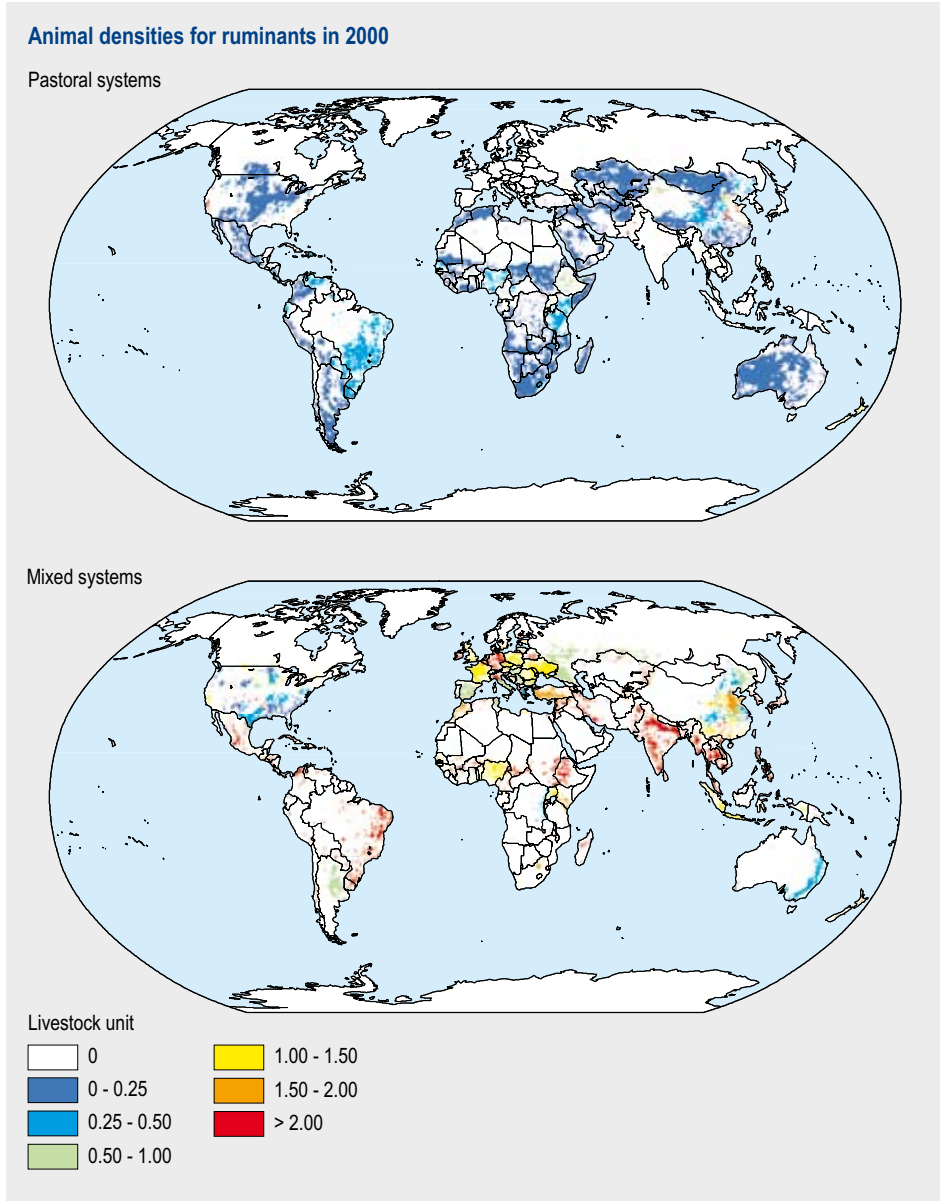 Animal densities for ruminants in 2000
Pastoral systems
Mixed systems
Livestock unit
0
0 - 0.25
0.25 - 0.50
0.50 - 1.00
1.00 - 1.50
1.50 - 2.00
> 2.00